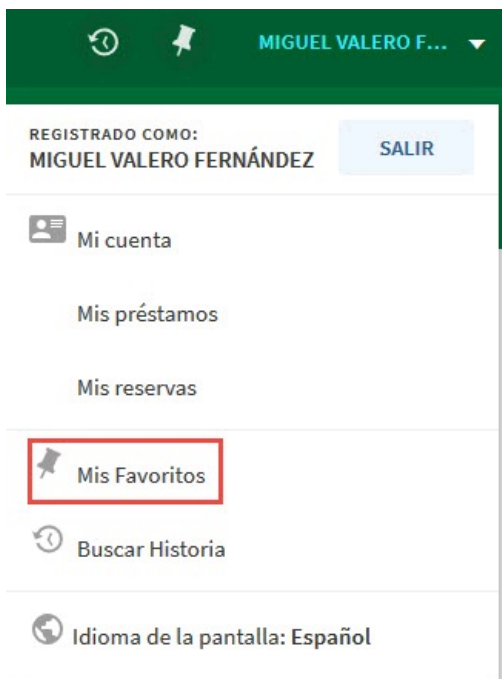 MIGUEL VALERO F...
REGISTRADO COMO:
MIGUEL VALERO FERNÁNDEZ
SALIR
Mi cuenta
Mis préstamos
Mis reservas
Mis Favoritos
Buscar Historia
Idioma de la pantalla: Español